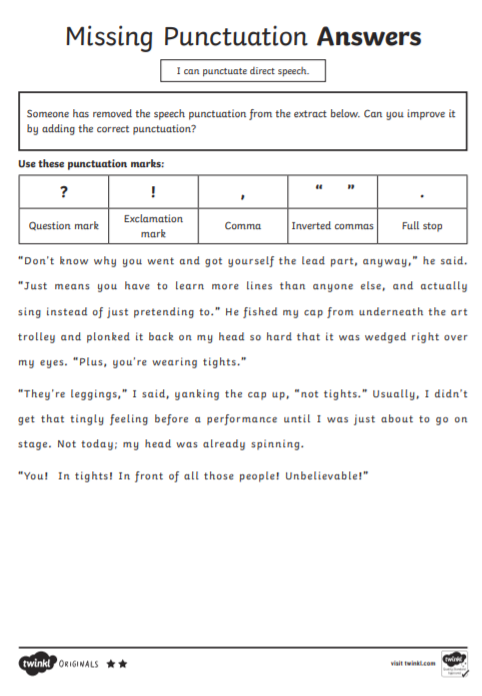 Missing Punctuation Answers
I can punctuate direct speech.
Someone has removed the speech punctuation from the extract below. Can you improve it
by adding the correct punctuation?
Use these punctuation marks:
? ! , “ ” .
Question mark Exclamation mark Comma Inverted commas Full stop
"Don't know why you went and got yourself the lead part, anyway," he said.
"Just means you have to learn more lines than anyone else, and actually
sing instead of just pretending to." He fished my cap from underneath the art
trolley and plonked it back on my head so hard that it was wedged right over
my eyes. "Plus, you're wearing tights."
"They're leggings," I said, yanking the cap up, "not tights." Usually, I didn't
get that tingly feeling before a performance until I was just about to go on
stage. Not today; my head was already spinning.
"You! In tights! In front of all those people! Unbelievable!"
twinkl ORIGINALS
visit twinkl.com
twinkl